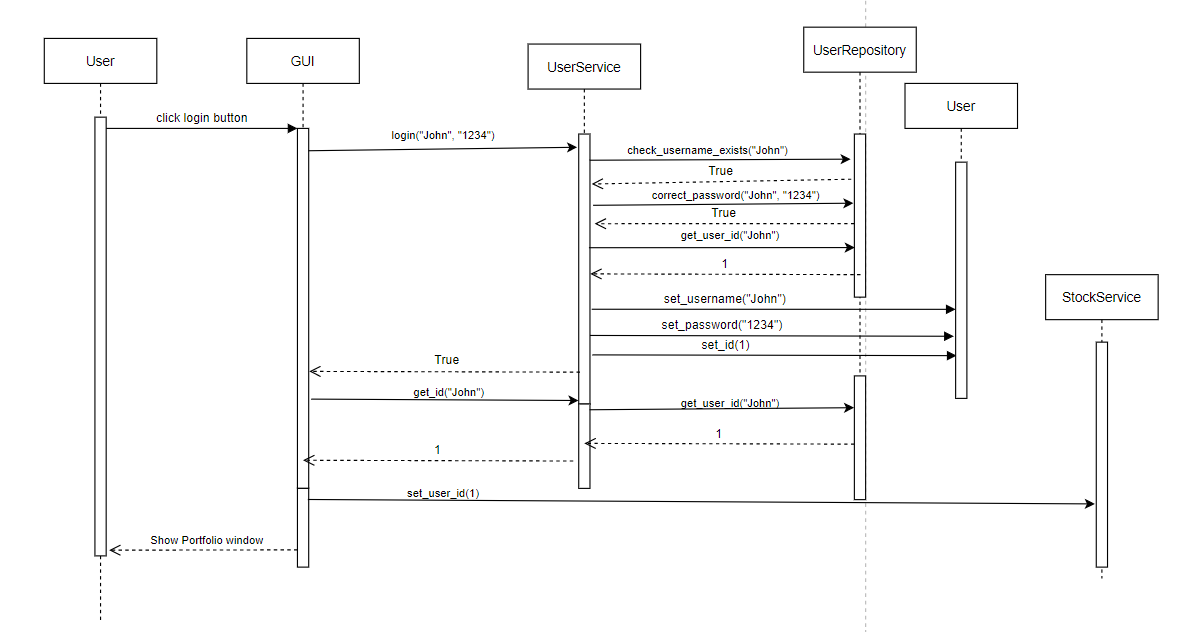 User
GUI
UserService
UserRepository
User
click login button
login("John", "1234")
check_username_exists("John")
True
correct_password("John", "1234")
True
get_user_id("John")
1
StockService
set_username("John")
set_password("1234")
set_id(1)
True
get_id("John")
get_user_id("John")
1
1
set_user_id(1)
Show Portfolio window